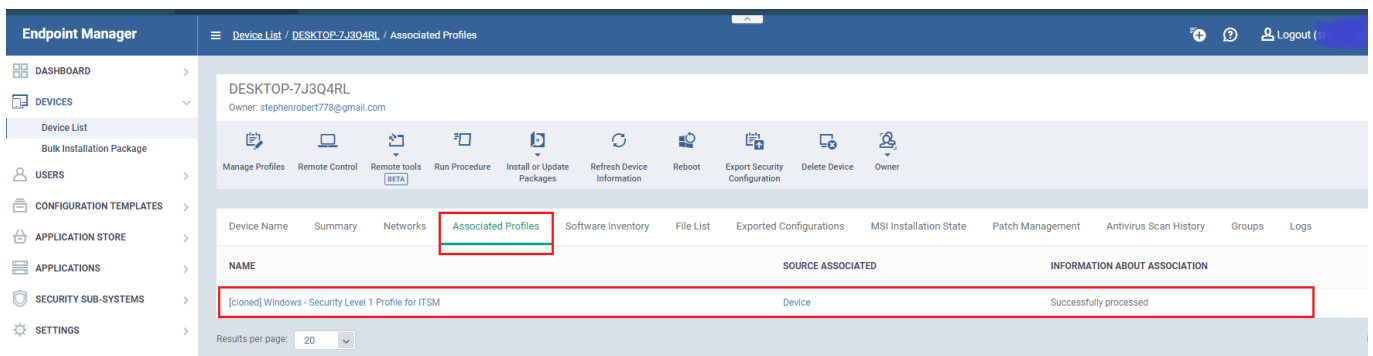 Endpoint Manager
Device List / DESKTOP-7J3Q4RL / Associated Profiles
Logout (
DASHBOARD
DEVICES
Device List
Bulk Installation Package
USERS
CONFIGURATION TEMPLATES
APPLICATION STORE
APPLICATIONS
SECURITY SUB-SYSTEMS
SETTINGS
DESKTOP-7J3Q4RL
Owner: stephenrobert778@gmail.com
Manage Profiles Remote Control Remote tools Run Procedure Install or Update Refresh Device Reboot Export Security Delete Device Owner
BETA Packages Information Configuration
Device Name Summary Networks Associated Profiles Software Inventory File List Exported Configurations MSI Installation State Patch Management Antivirus Scan History Groups Logs
NAME SOURCE ASSOCIATED INFORMATION ABOUT ASSOCIATION
[cloned] Windows - Security Level 1 Profile for ITSM Device Successfully processed
Results per page: 20